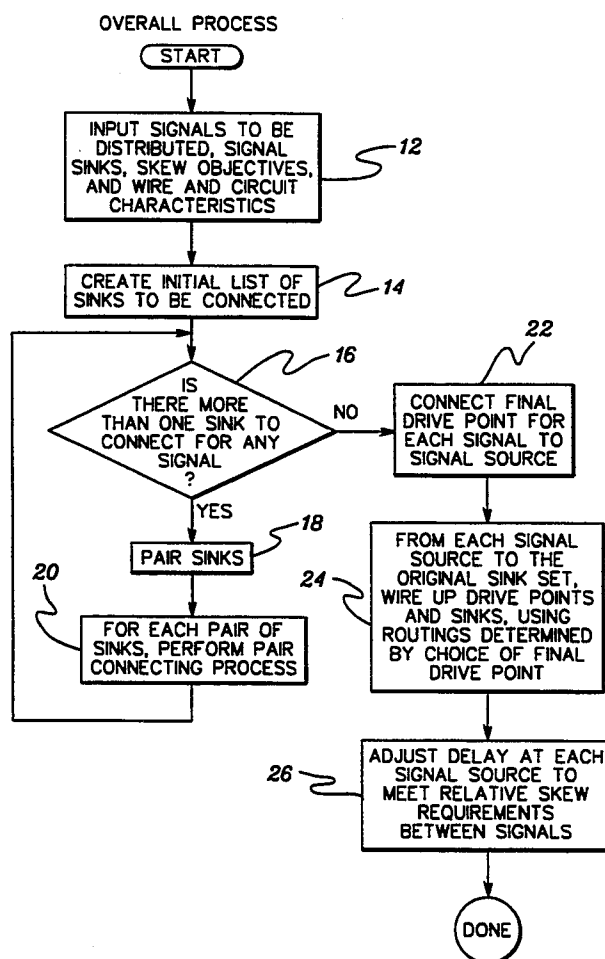 OVERALL PROCESS
START
INPUT SIGNALS TO BE
DISTRIBUTED, SIGNAL
SINKS, SKEW OBJECTIVES,
AND WIRE AND CIRCUIT
CHARACTERISTICS
12
CREATE INITIAL LIST OF
SINKS TO BE CONNECTED
14
16
IS
THERE MORE
THAN ONE SINK TO
CONNECT FOR ANY
SIGNAL
?
NO
YES
18
PAIR SINKS
20
FOR EACH PAIR OF
SINKS, PERFORM PAIR
CONNECTING PROCESS
22
CONNECT FINAL
DRIVE POINT FOR
EACH SIGNAL TO
SIGNAL SOURCE
24
FROM EACH SIGNAL
SOURCE TO THE
ORIGINAL SINK SET,
WIRE UP DRIVE POINTS
AND SINKS, USING
ROUTINGS DETERMINED
BY CHOICE OF FINAL
DRIVE POINT
26
ADJUST DELAY AT EACH
SIGNAL SOURCE TO
MEET RELATIVE SKEW
REQUIREMENTS
BETWEEN SIGNALS
DONE